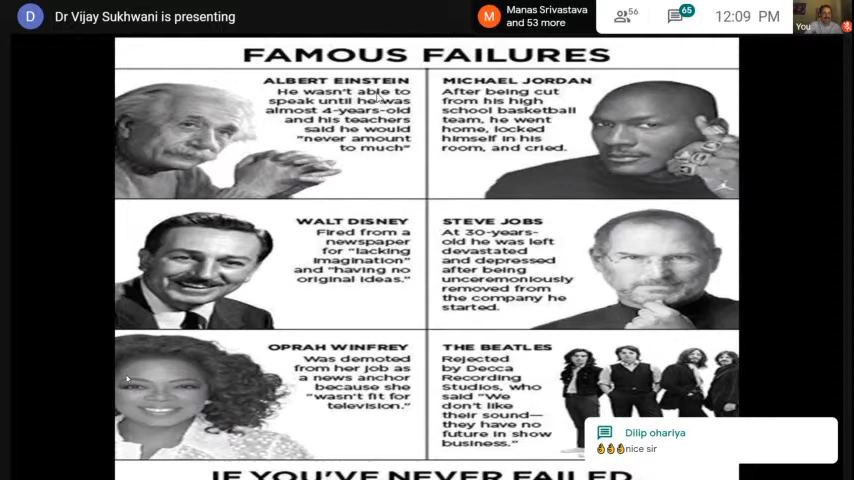 D Dr Vijay Sukhwani is presenting
M Manas Srivastava
and 53 more
56
65
12:09 PM
You
FAMOUS FAILURES
ALBERT EINSTEIN
He wasn't able to
speak until he was
almost 4-years-old
and his teachers
said he would
"never amount
to much"
MICHAEL JORDAN
After being cut
from his high
school basketball
team, he went
home, locked
himself in his
room, and cried.
WALT DISNEY
Fired from a
newspaper
for "lacking
imagination"
and "having no
original ideas."
STEVE JOBS
At 30-years-
old he was left
devastated
and depressed
after being
unceremoniously
removed from
the company he
started.
OPRAH WINFREY
Was demoted
from her job as
a news anchor
because she
"wasn't fit for
television."
THE BEATLES
Rejected
by Decca
Recording
Studios, who
said "We
don't like
their sound—
they have no
future in show
business."
Dilip ohariya
👌👌👌nice sir
IF YOU'VE NEVER FAILED